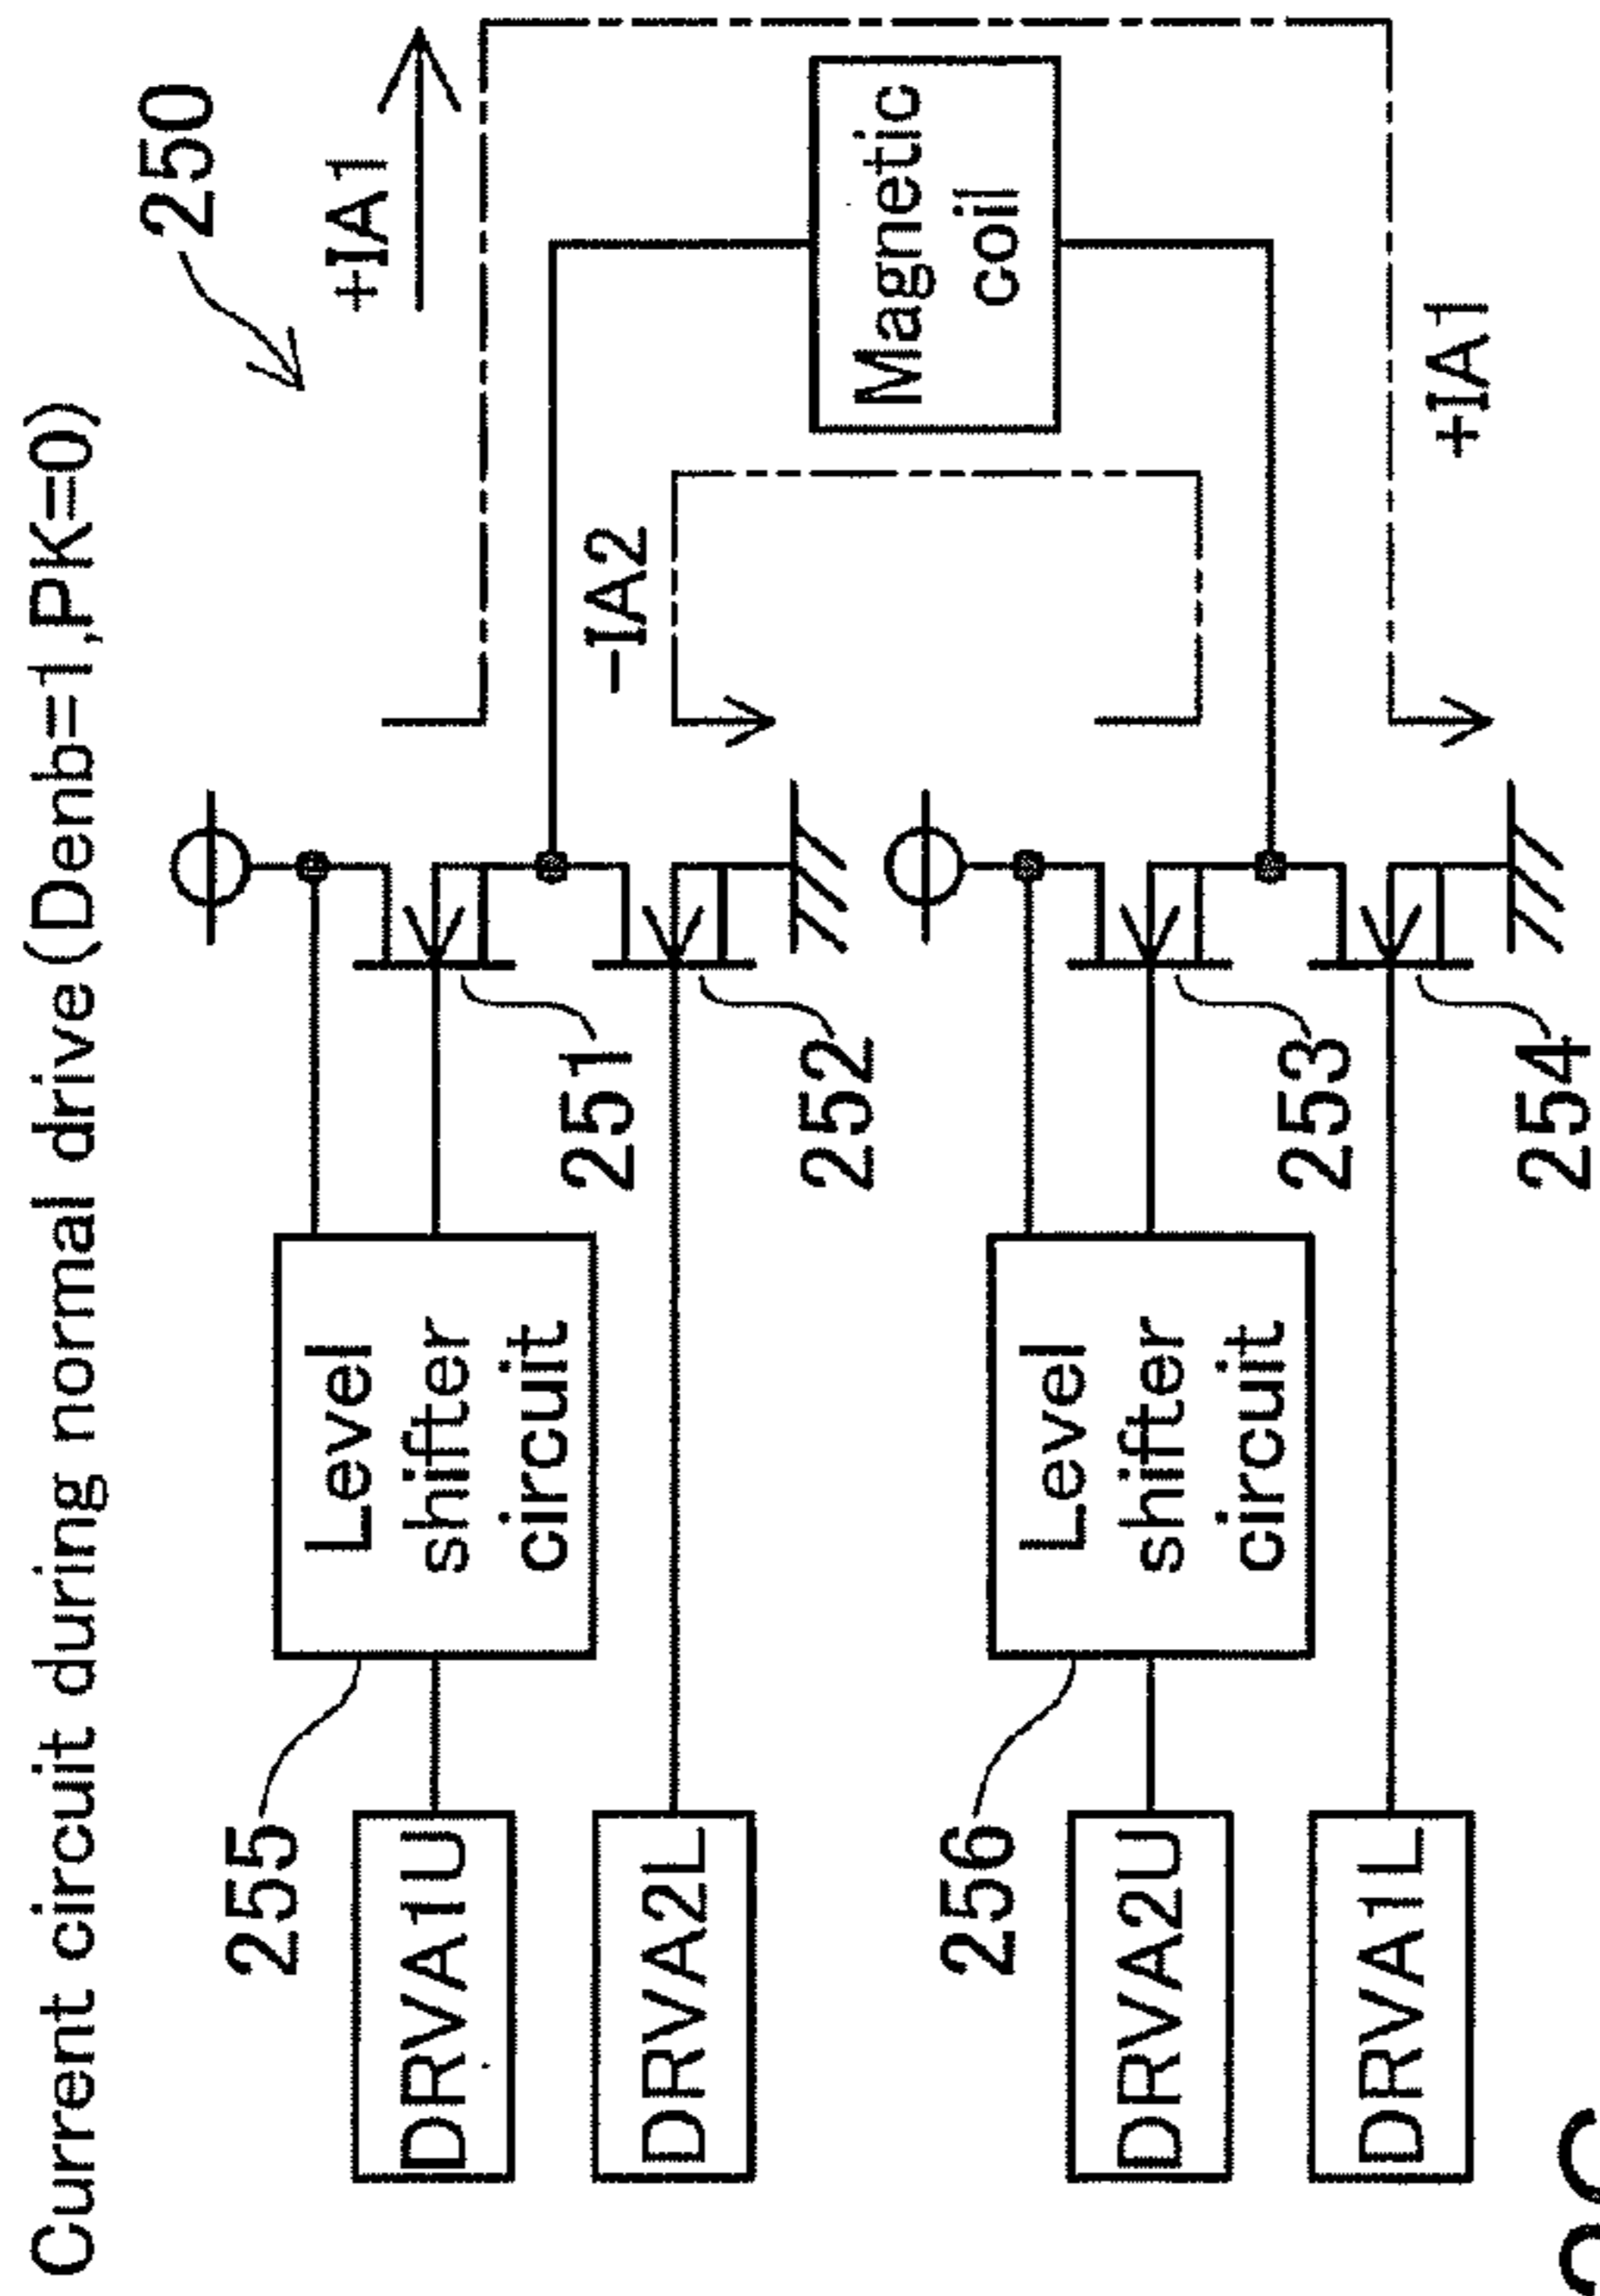 Current circuit during normal drive(Denb=1,PK=0)
250
+IA1
255
DRVA1U
Level
shifter
circuit
251
DRVA2L
252
-IA2
Magnetic
coil
256
DRVA2U
Level
shifter
circuit
253
DRVA1L
254
+IA1